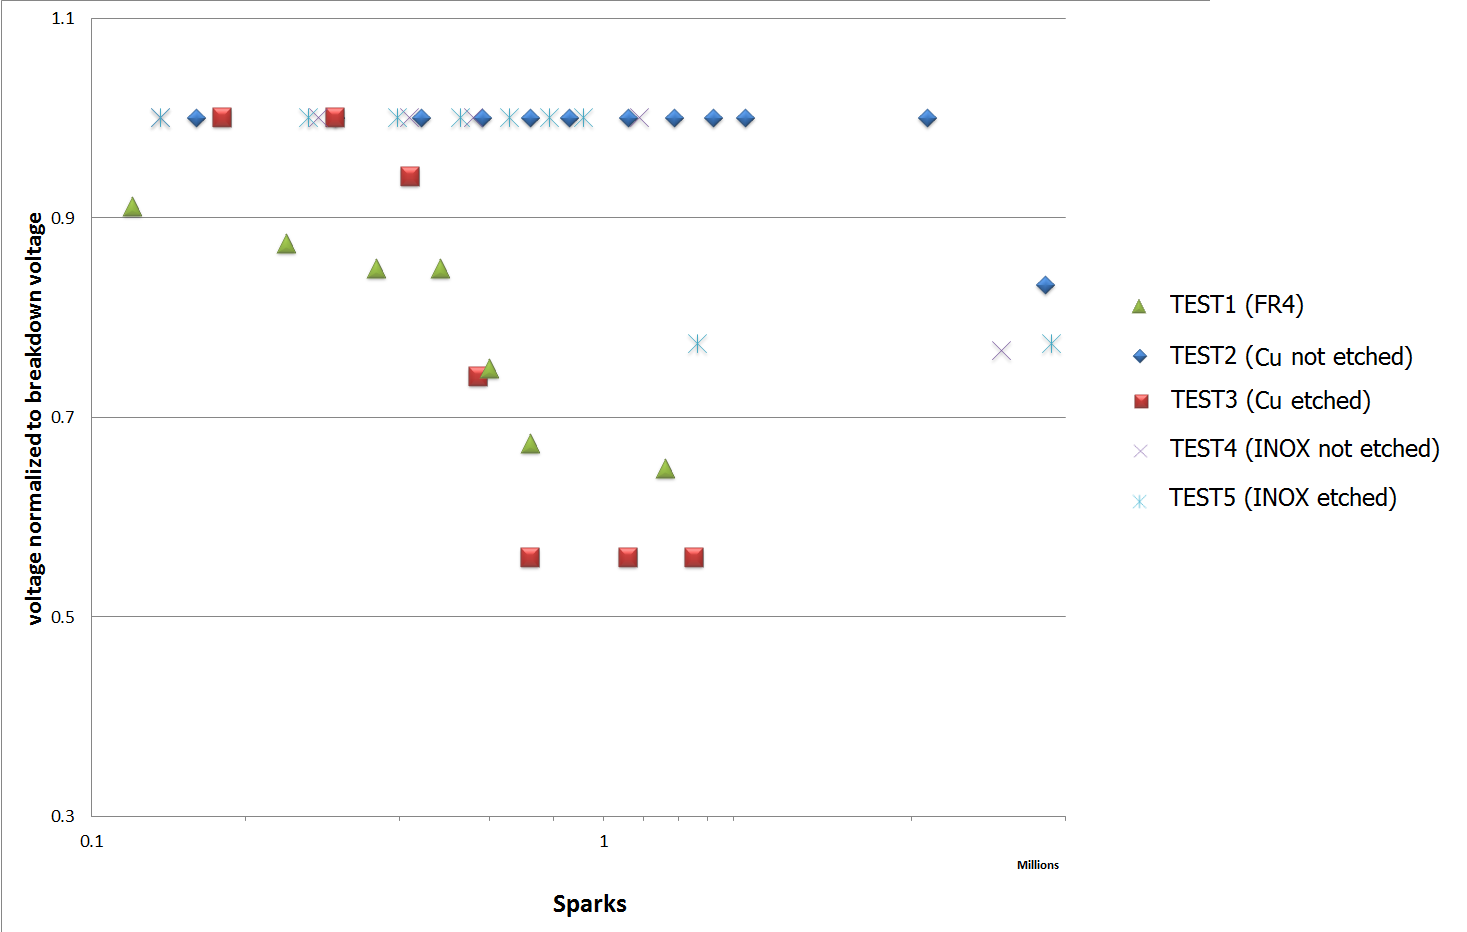 1.1
0.9
0.7
0.5
0.3
voltage normalized to breakdown voltage
0.1
1
Millions
Sparks
TEST1 (FR4)
TEST2 (Cu not etched)
TEST3 (Cu etched)
TEST4 (INOX not etched)
TEST5 (INOX etched)